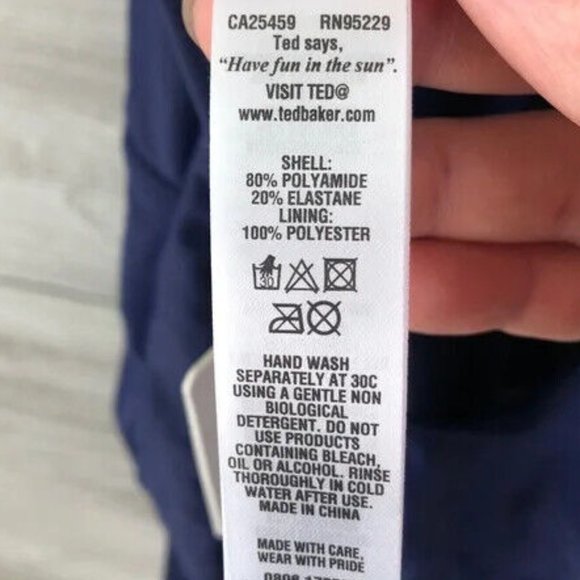 CA25459 RN95229
Ted says,
“Have fun in the sun”.
VISIT TED@
www.tedbaker.com
SHELL:
80% POLYAMIDE
20% ELASTANE
LINING:
100% POLYESTER
30
HAND WASH
SEPARATELY AT 30C
USING A GENTLE NON
BIOLOGICAL
DETERGENT. DO NOT
USE PRODUCTS
CONTAINING BLEACH,
OIL OR ALCOHOL. RINSE
THOROUGHLY IN COLD
WATER AFTER USE.
MADE IN CHINA
MADE WITH CARE,
WEAR WITH PRIDE